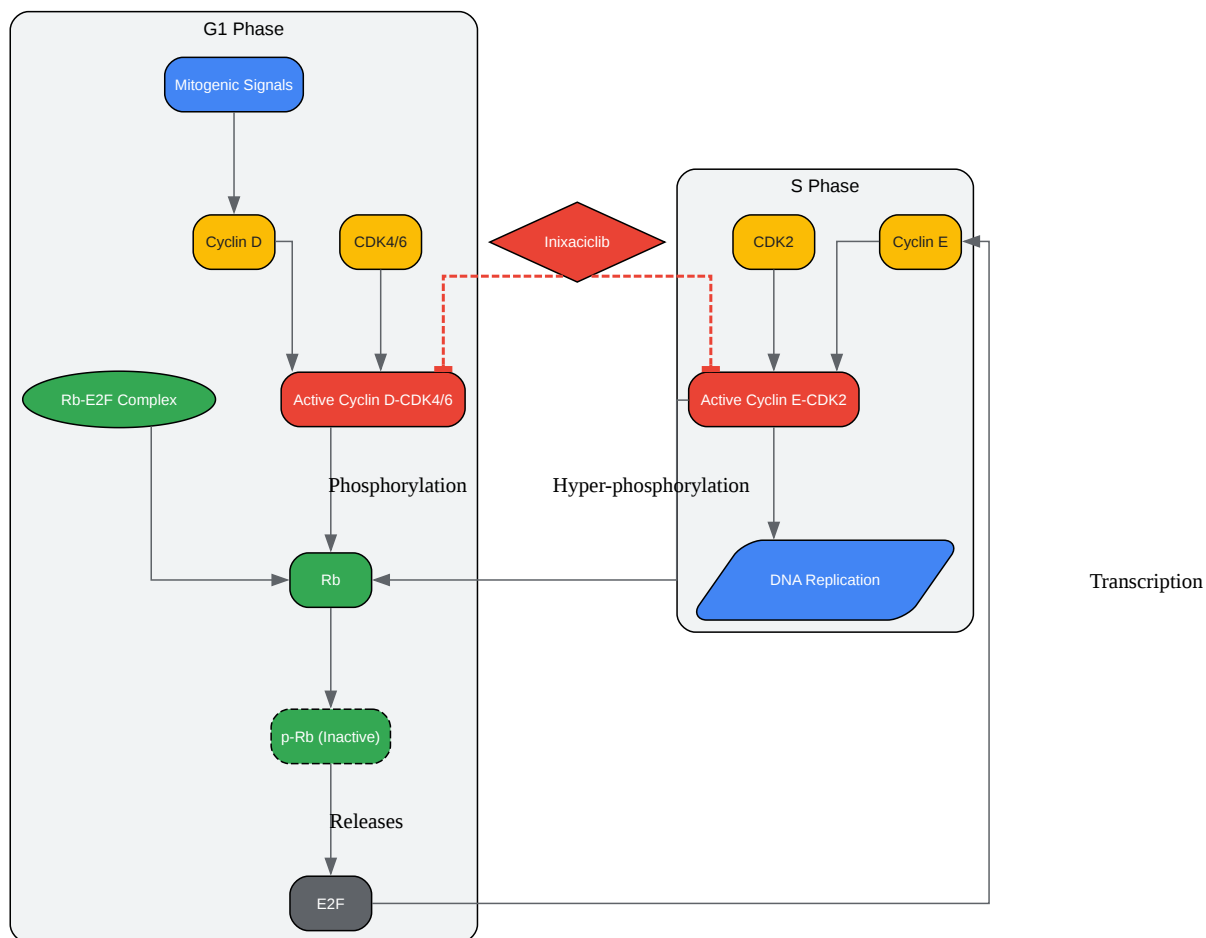 G1 Phase
Mitogenic Signals
S Phase
Cyclin D
CDK4/6
Inixaciclib
CDK2
Cyclin E
Rb-E2F Complex
Active Cyclin D-CDK4/6
Active Cyclin E-CDK2
Phosphorylation
Hyper-phosphorylation
Rb
DNA Replication
Transcription
p-Rb (Inactive)
Releases
E2F